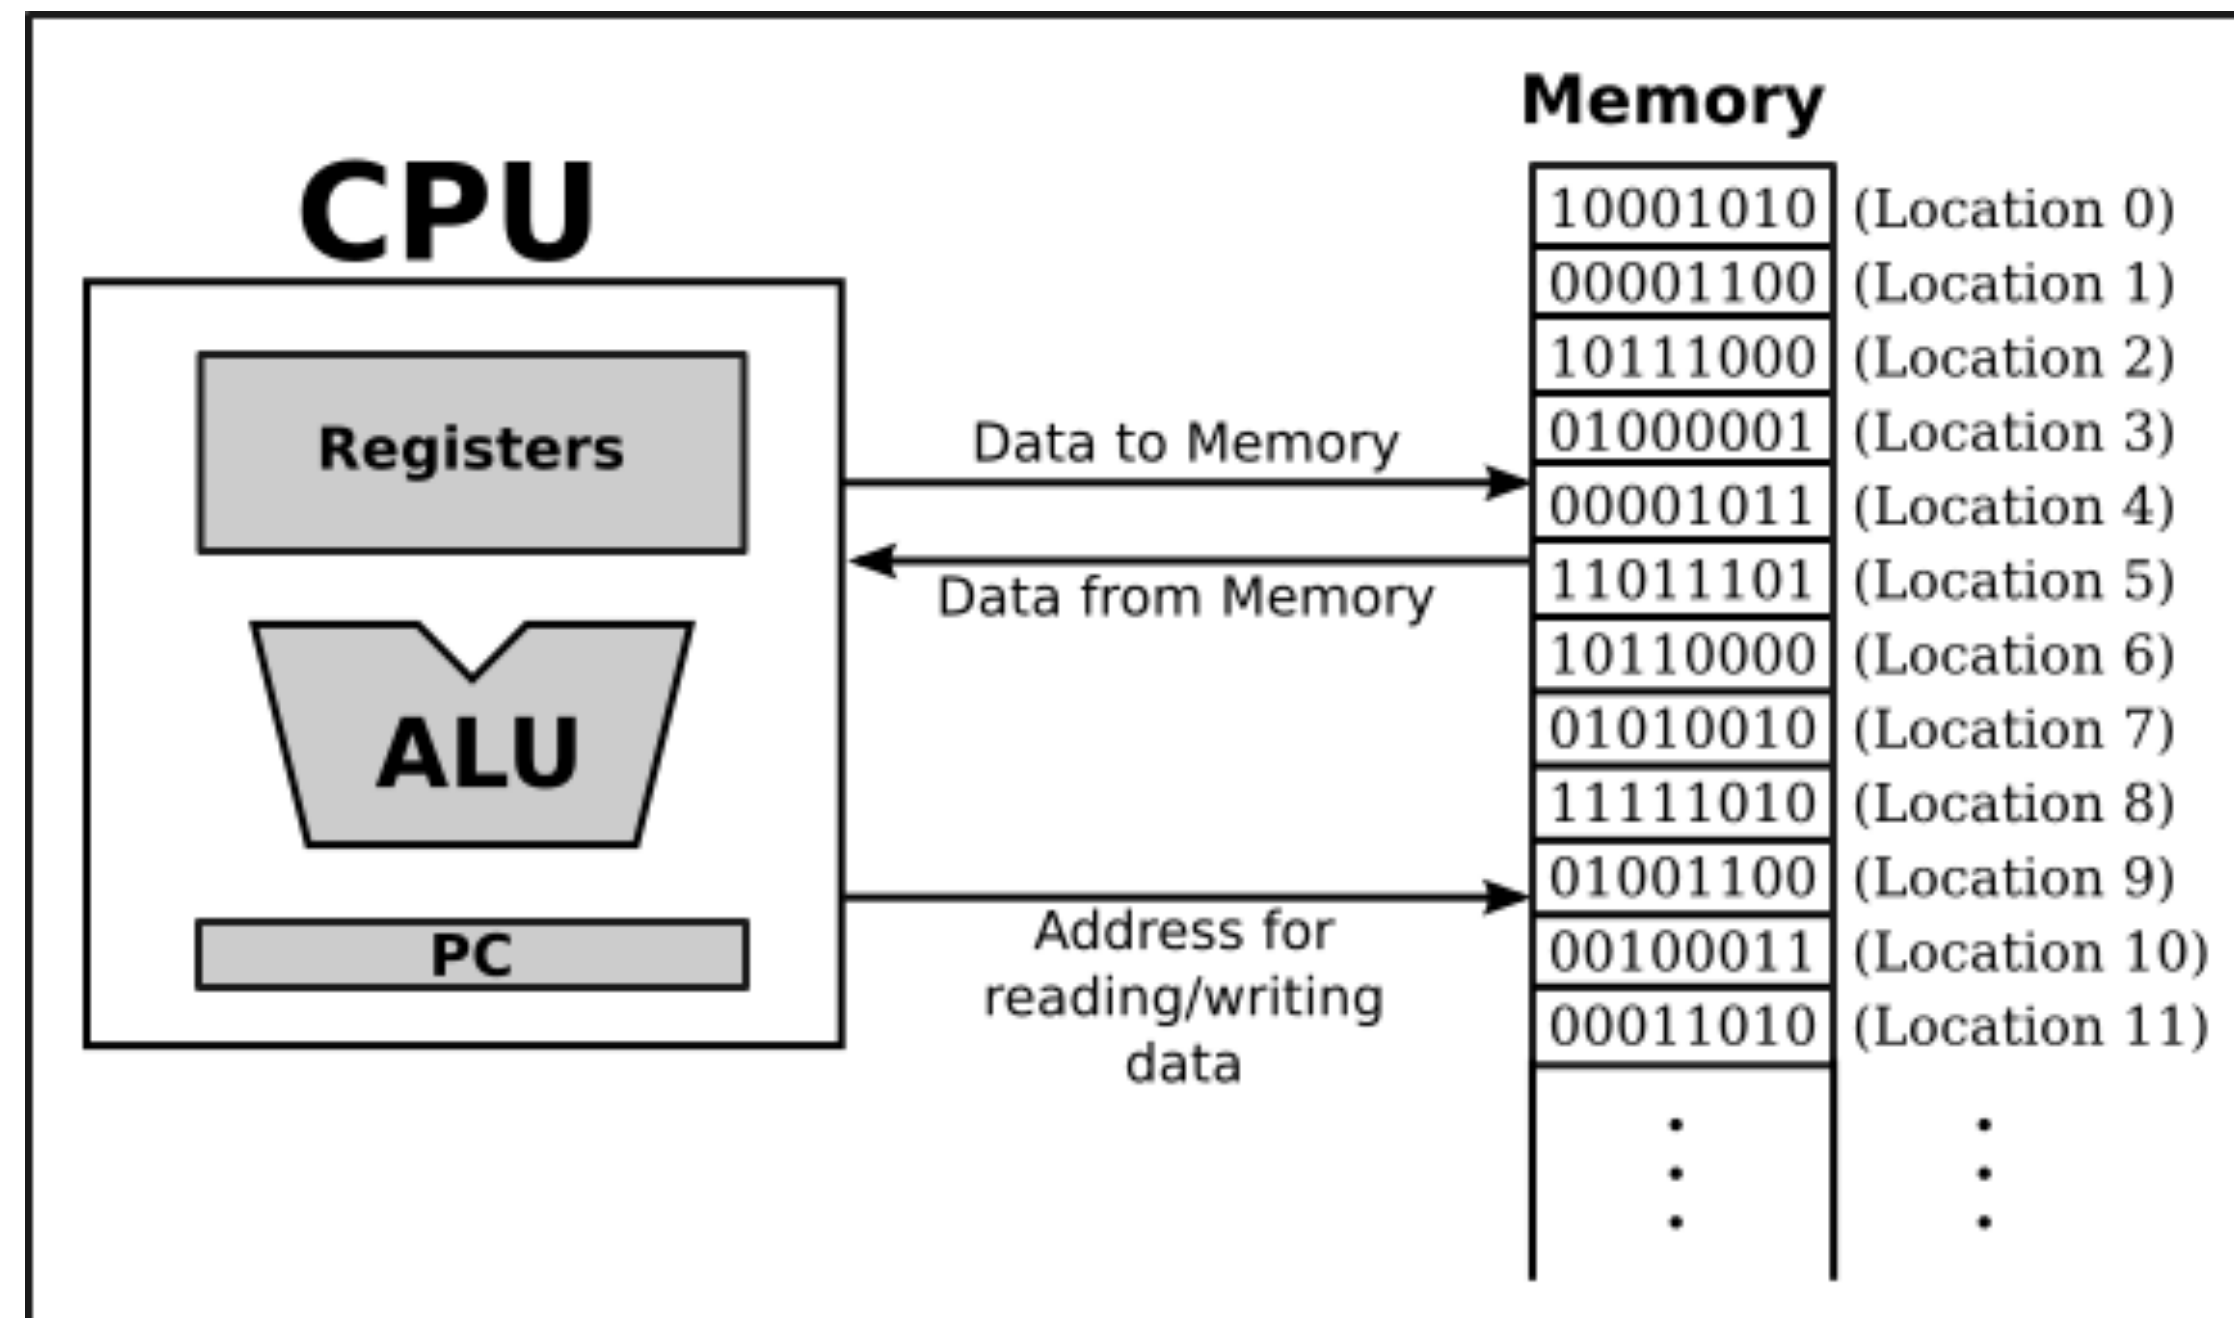 Memory
CPU
10001010 (Location 0)
00001100 (Location 1)
10111000 (Location 2)
Registers
Data to Memory
01000001 (Location 3)
00001011 (Location 4)
Data from Memory
11011101 (Location 5)
10110000 (Location 6)
ALU
01010010 (Location 7)
11111010 (Location 8)
01001100 (Location 9)
PC
Address for
reading/writing
data
00100011 (Location 10)
00011010 (Location 11)